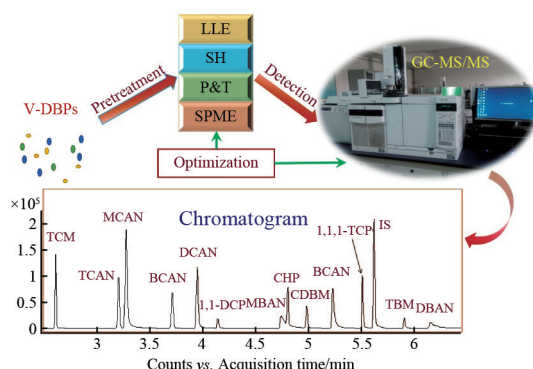 LLE
SH
P&T
SPME
V-DBPs
Pretreatment
Detection
GC-MS/MS
Optimization
×10⁵
Chromatogram
2
1.5
1
0.5
0
TCM
TCAN
MCAN
BCAN
DCAN
1,1-DCP
MBAN
CHP
CDBM
BCAN
1,1,1-TCP
IS
TBM
DBAN
3 3.5 4 4.5 5 5.5 6
Counts vs. Acquisition time/min